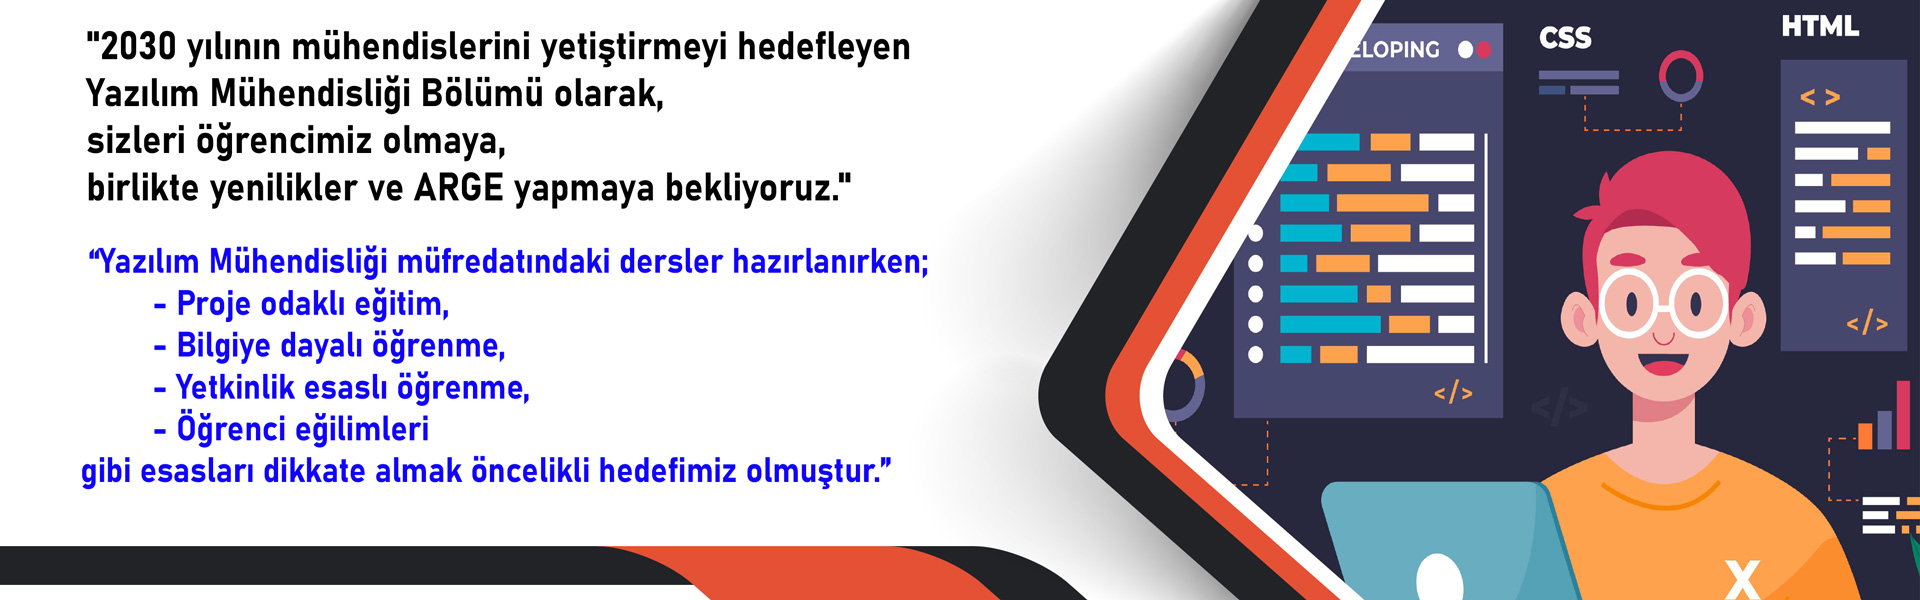 "2030 yılının mühendislerini yetiştirmeyi hedefleyen
Yazılım Mühendisliği Bölümü olarak,
sizleri öğrencimiz olmaya,
birlikte yenilikler ve ARGE yapmaya bekliyoruz."
“Yazılım Mühendisliği müfredatındaki dersler hazırlanırken;
- Proje odaklı eğitim,
- Bilgiye dayalı öğrenme,
- Yetkinlik esaslı öğrenme,
- Öğrenci eğilimleri
gibi esasları dikkate almak öncelikli hedefimiz olmuştur.”
ELOPING
CSS
HTML
< >
</>
</>
</>
X